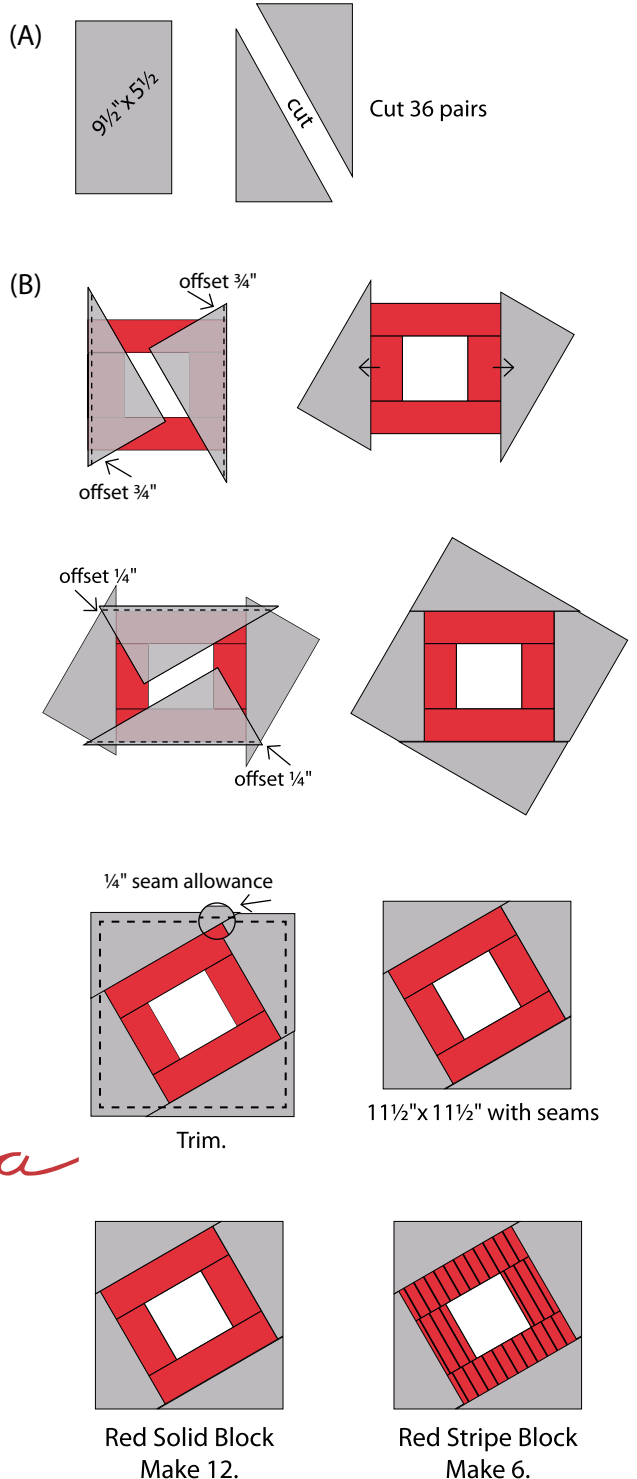 (A)
9½"x 5½
cut
Cut 36 pairs
(B)
offset ¾"
offset ¾"
offset ¼"
offset ¼"
¼" seam allowance
Trim.
11½"x 11½" with seams
a
Red Solid Block
Make 12.
Red Stripe Block
Make 6.